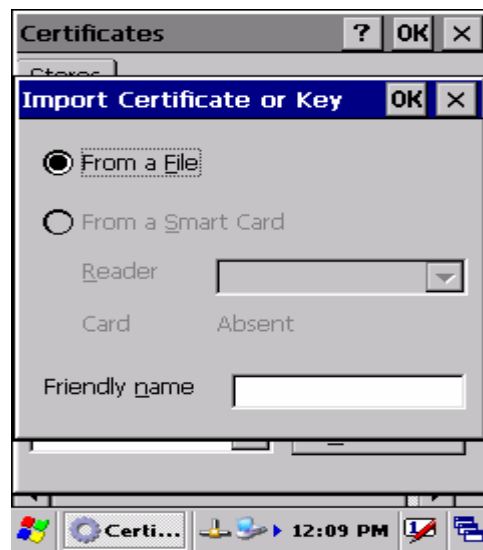 Certificates ? OK ×
Stores
Import Certificate or Key OK ×
From a File
From a Smart Card
Reader
Card Absent
Friendly name
Certi... 12:09 PM